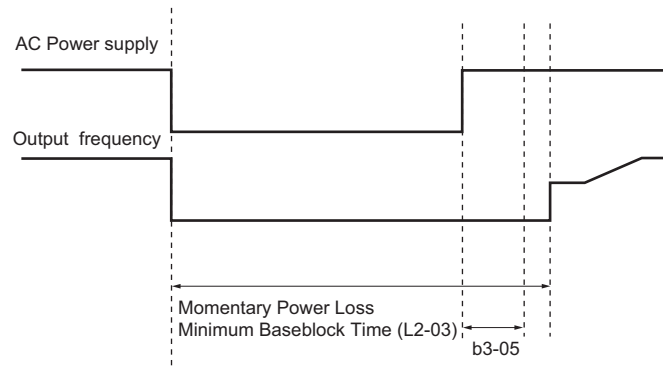 AC Power supply
Output frequency
Momentary Power Loss
Minimum Baseblock Time (L2-03)
b3-05